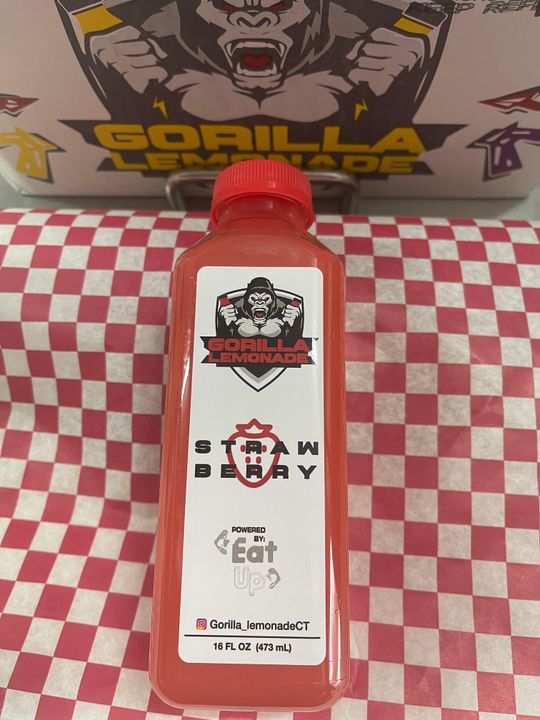 GORILLA
LEMONADE
GORILLA
LEMONADE
STRAW
BERRY
POWERED
BY:
Eat
Up
Gorilla_lemonadeCT
16 FL OZ (473 mL)